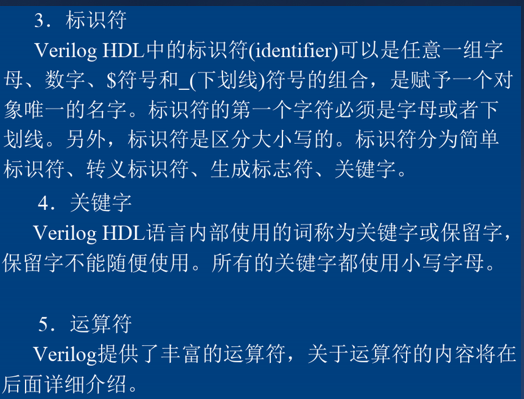 3．标识符
Verilog HDL中的标识符(identifier)可以是任意一组字
母、数字、$符号和_(下划线)符号的组合，是赋予一个对
象唯一的名字。标识符的第一个字符必须是字母或者下
划线。另外，标识符是区分大小写的。标识符分为简单
标识符、转义标识符、生成标志符、关键字。
4．关键字
Verilog HDL语言内部使用的词称为关键字或保留字，
保留字不能随便使用。所有的关键字都使用小写字母。
5．运算符
Verilog提供了丰富的运算符，关于运算符的内容将在
后面详细介绍。